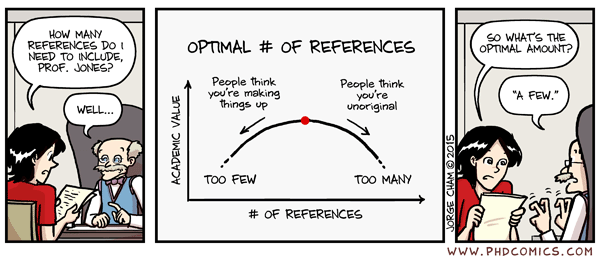 HOW MANY
REFERENCES DO I
NEED TO INCLUDE,
PROF. JONES?
WELL...
OPTIMAL # OF REFERENCES
People think
you're making
things up
People think
you're
unoriginal
ACADEMIC VALUE
TOO FEW
TOO MANY
# OF REFERENCES
JORGE CHAM © 2015
SO WHAT'S THE
OPTIMAL AMOUNT?
"A FEW."
WWW.PHDCOMICS.COM